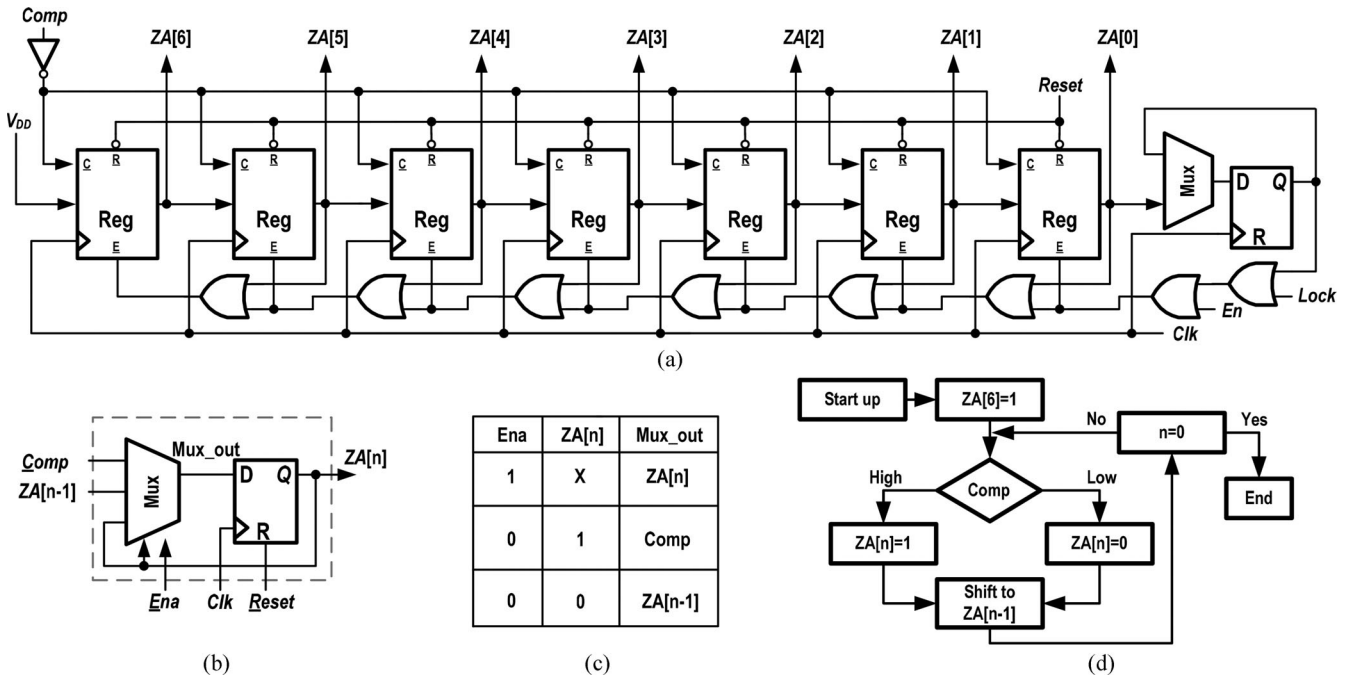 Comp
ZA[6] ZA[5] ZA[4] ZA[3] ZA[2] ZA[1] ZA[0]
Reset
VDD
C R C R C R C R C R C R C R
Mux
D Q
Reg Reg Reg Reg Reg Reg Reg
R
E E E E E E E
Lock
En
Clk
(a)
Comp
ZA[n-1]
Mux
Mux_out
D Q
R
ZA[n]
Ena Clk Reset
(b)
Ena ZA[n] Mux_out
1 X ZA[n]
0 1 Comp
0 0 ZA[n-1]
(c)
Start up
ZA[6]=1
No
n=0
Yes
High
Comp
Low
End
ZA[n]=1
ZA[n]=0
Shift to
ZA[n-1]
(d)